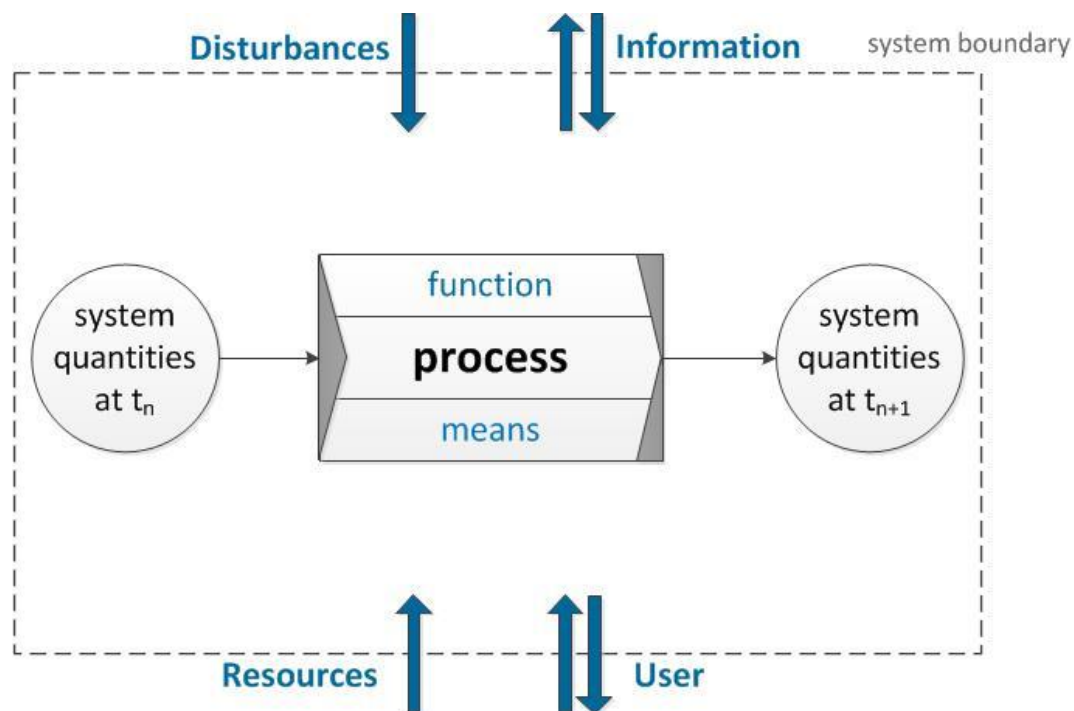 Disturbances
Information
system boundary
system
quantities
at tₙ
function
process
means
system
quantities
at tₙ₊₁
Resources
User